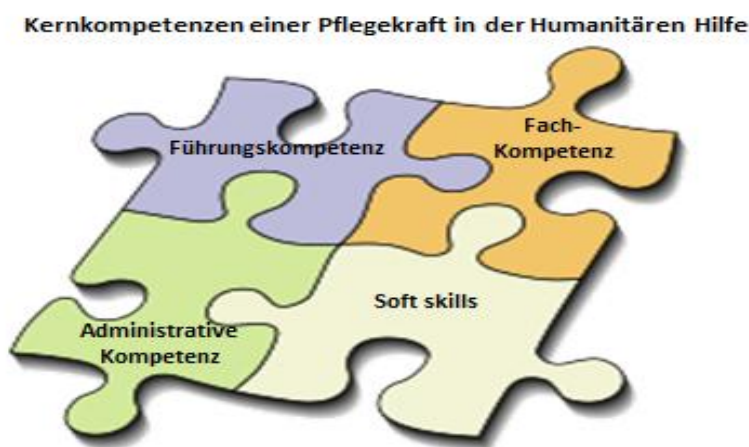 Kernkompetenzen einer Pflegekraft in der Humanitären Hilfe
Führungskompetenz
Fach-
Kompetenz
Administrative
Kompetenz
Soft skills